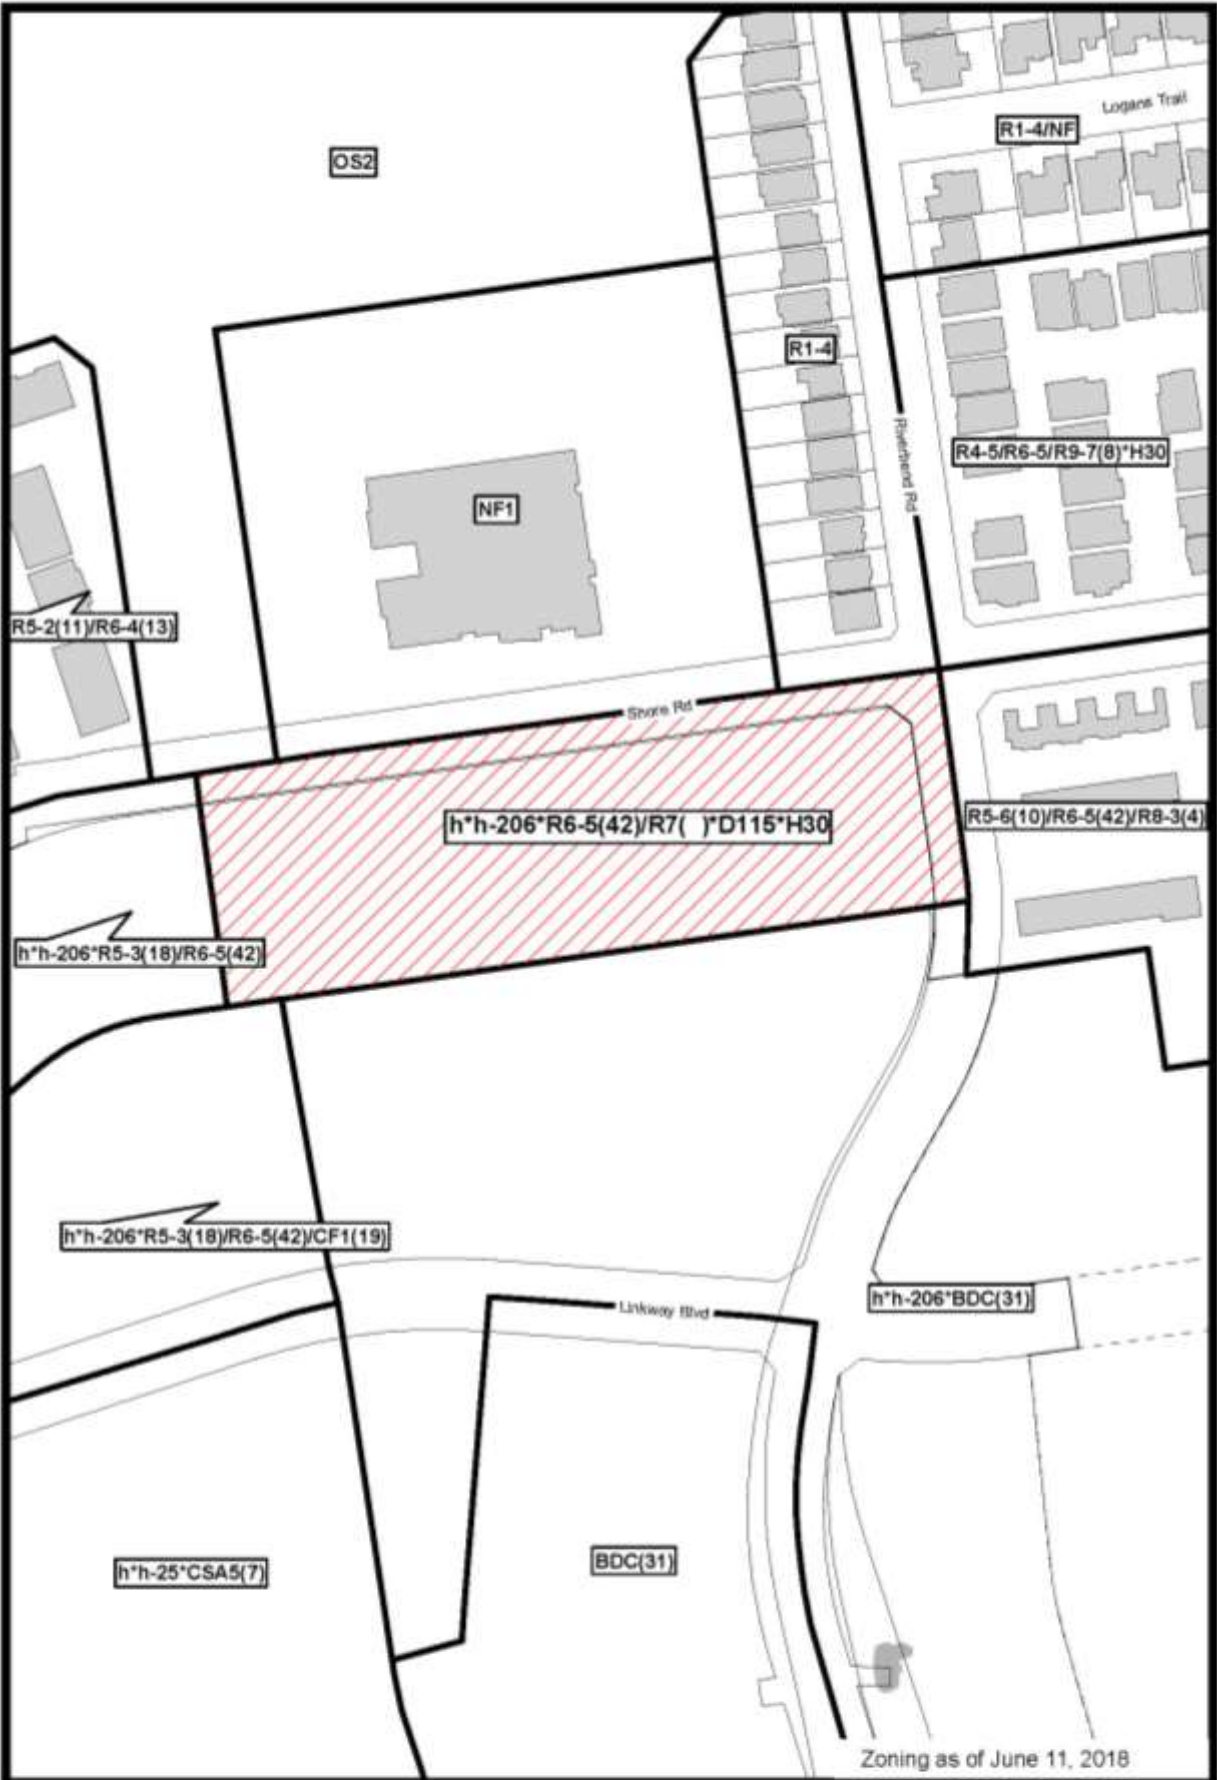 Logans Trail
R1-4/NF
OS2
R1-4
Riverbend Rd
R4-5/R6-5/R9-7(8)*H30
NF1
R5-2(11)/R6-4(13)
Shore Rd
h*h-206*R6-5(42)/R7( )*D115*H30
R5-6(10)/R6-5(42)/R8-3(4)
h*h-206*R5-3(18)/R6-5(42)
h*h-206*R5-3(18)/R6-5(42)/CF1(19)
h*h-206*BDC(31)
Linkway Blvd
BDC(31)
h*h-25*CSA5(7)
Zoning as of June 11, 2018